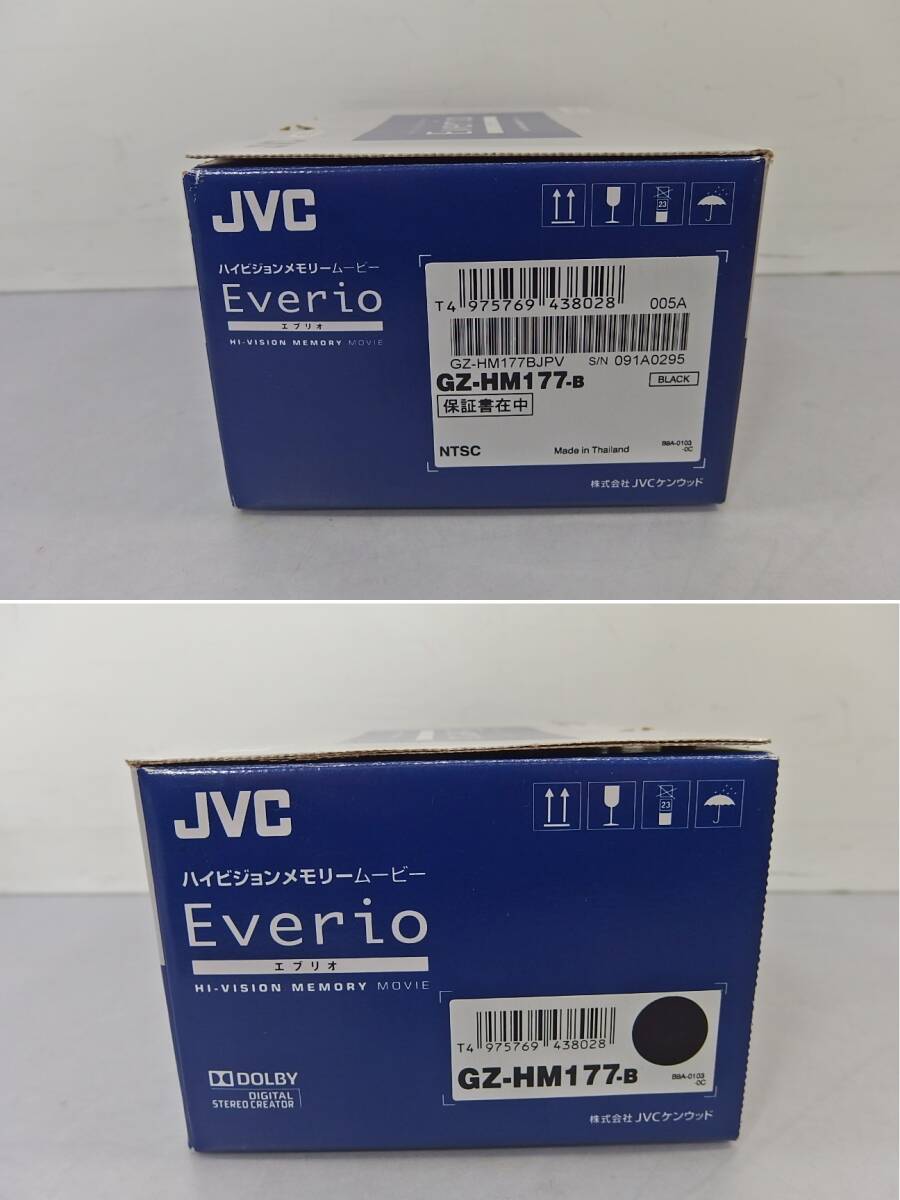 Everio
JVC
23
ハイビジョンメモリームービー
Everio
エブリオ
HI-VISION MEMORY MOVIE
T4 975769 438028 005A
GZ-HM177BJPV S/N 091A0295
GZ-HM177-B BLACK
保証書在中
NTSC Made in Thailand B8A-0103
-0C
株式会社 JVCケンウッド
JVC
23
ハイビジョンメモリームービー
Everio
エブリオ
HI-VISION MEMORY MOVIE
T4 975769 438028
GZ-HM177-B B8A-0103
-0C
DOLBY
DIGITAL
STEREO CREATOR
株式会社 JVCケンウッド